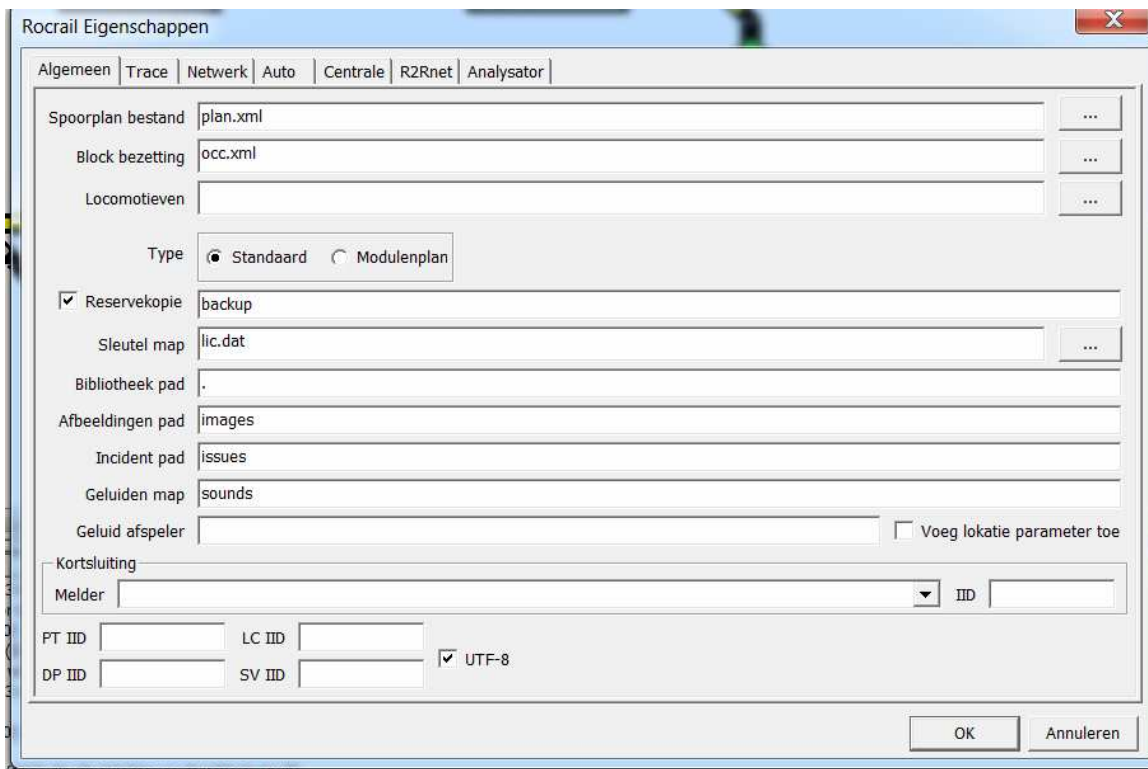 Rocrail Eigenschappen
Algemeen Trace Netwerk Auto Centrale R2Rnet Analysator
Spoorplan bestand plan.xml ...
Block bezetting occ.xml ...
Locomotieven ...
Type Standaard Modulenplan
Reservekopie backup
Sleutel map lic.dat ...
Bibliotheek pad .
Afbeeldingen pad images
Incident pad issues
Geluiden map sounds
Geluid afspeler Voeg lokatie parameter toe
Kortsluiting
Melder IID
PT IID LC IID
UTF-8
DP IID SV IID
OK Annuleren